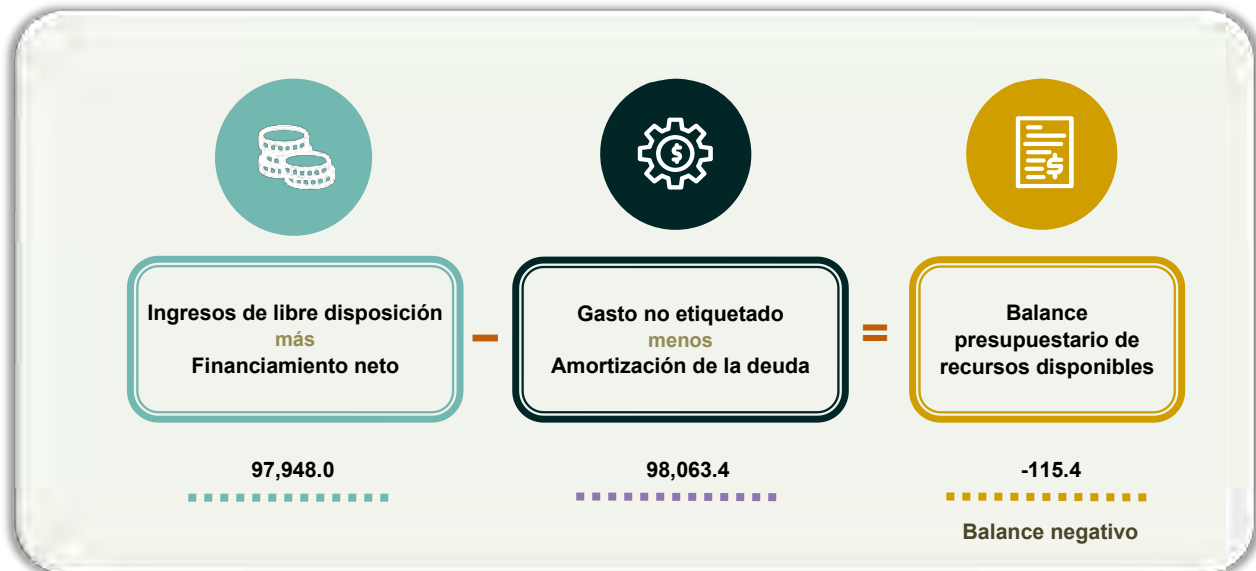 $
$
Ingresos de libre disposición
más
Financiamiento neto
–
Gasto no etiquetado
menos
Amortización de la deuda
=
Balance
presupuestario de
recursos disponibles
97,948.0
98,063.4
-115.4
Balance negativo